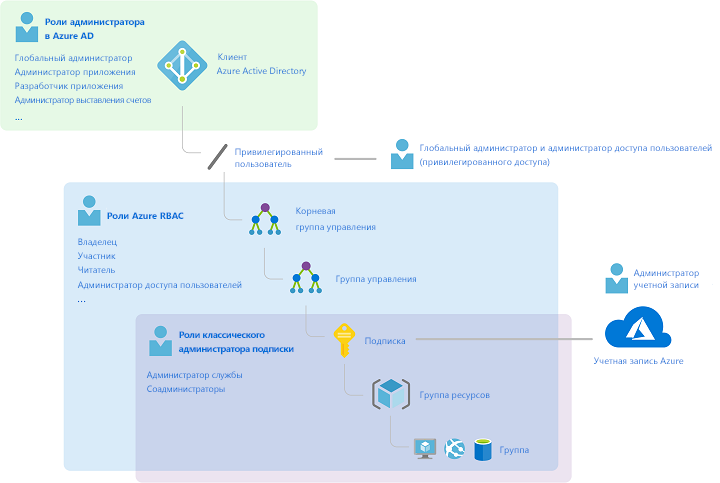 Роли администратора
в Azure AD
Глобальный администратор
Администратор приложения
Разработчик приложения
Администратор выставления счетов
...
Клиент
Azure Active Directory
Привилегированный
пользователь
Глобальный администратор и администратор доступа пользователей
(привилегированного доступа)
Роли Azure RBAC
Владелец
Участник
Читатель
Администратор доступа пользователей
...
Корневая
группа управления
Группа управления
Администратор
учетной записи
Роли классического
администратора подписки
Администратор службы
Соадминистраторы
Подписка
Учетная запись Azure
Группа ресурсов
Группа